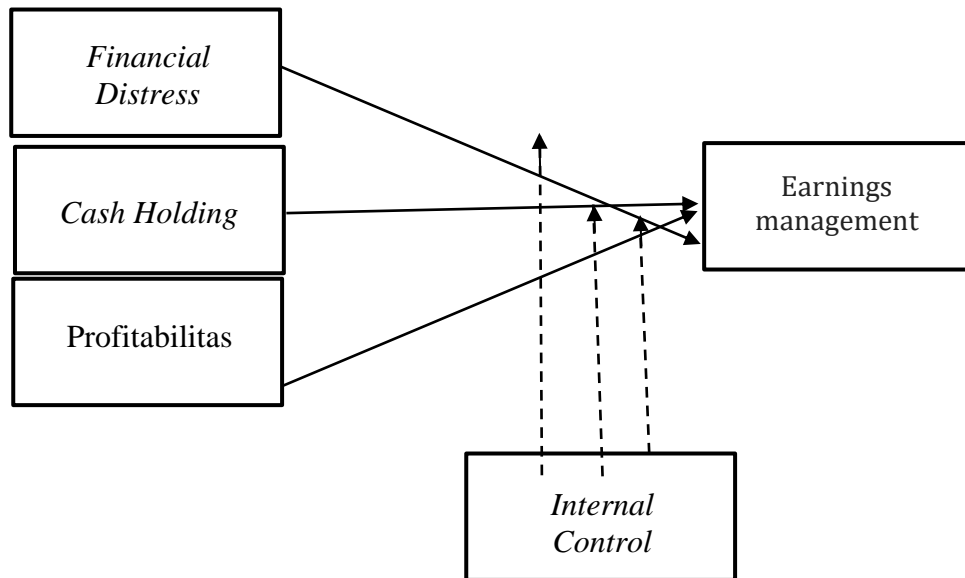 Financial
Distress
Cash Holding
Profitabilitas
Earnings
management
Internal
Control